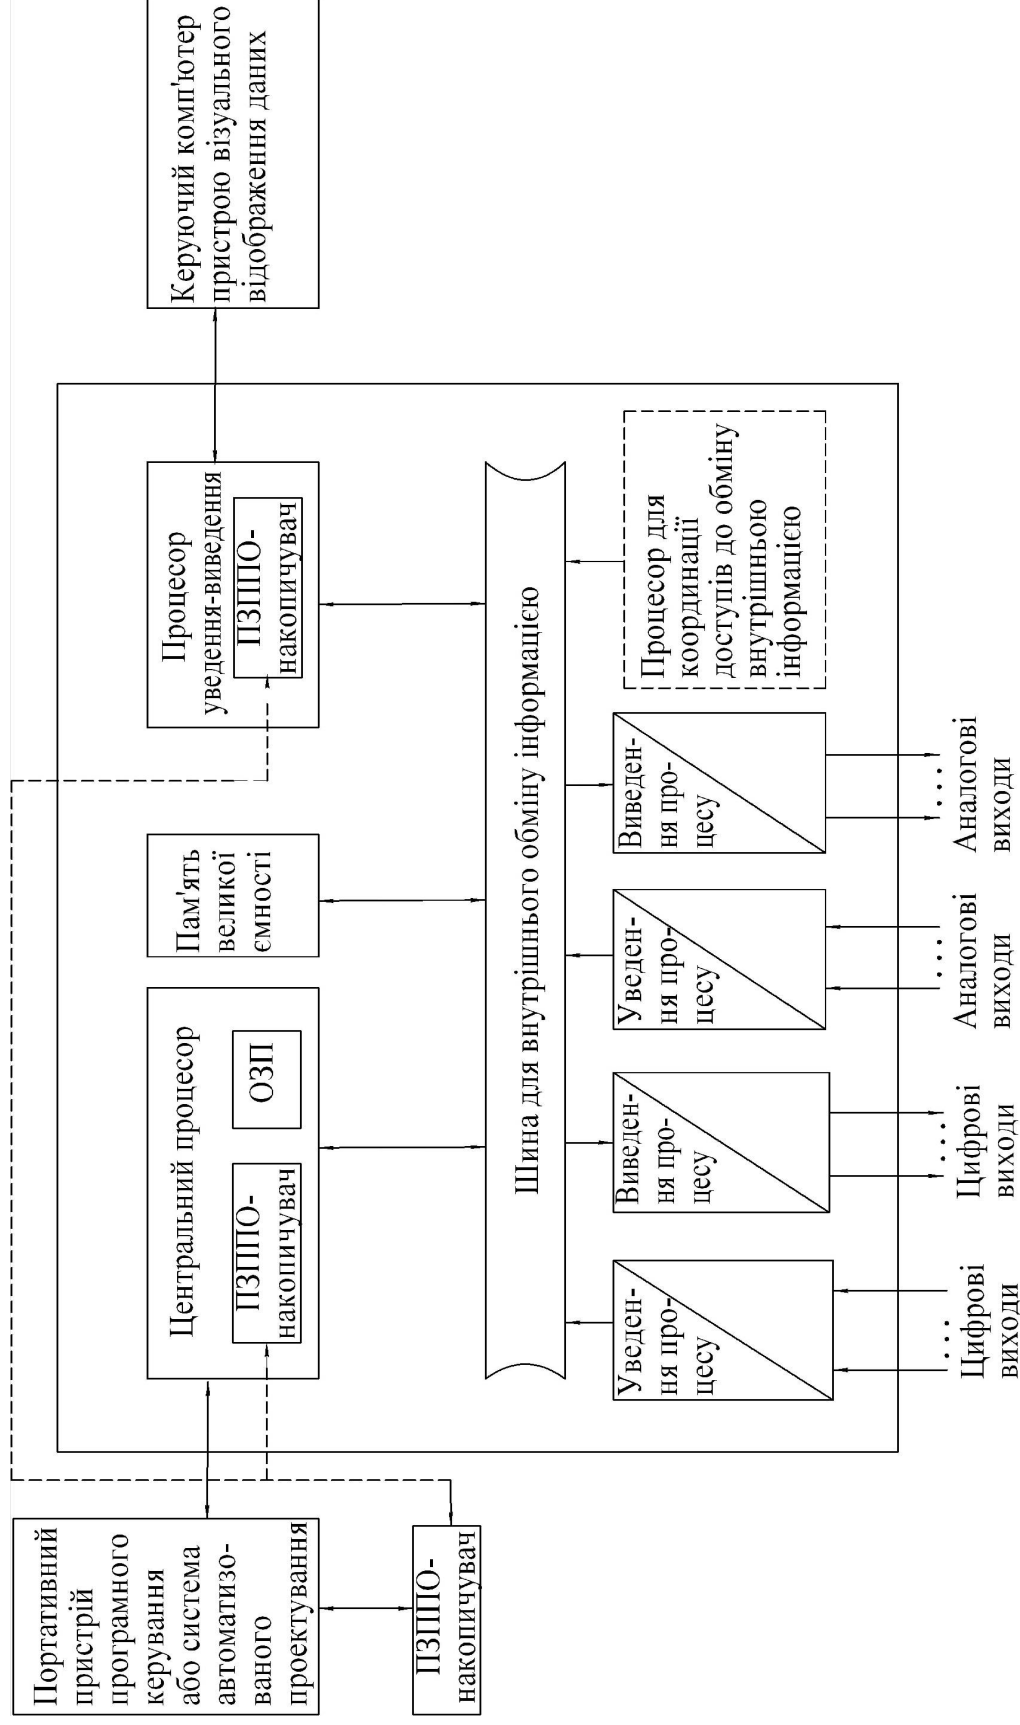 Портативний
пристрій
програмного
керування
або система
автоматизо-
ваного
проектування
ПЗППО-
накопичувач
Центральний процесор
ПЗППО-
накопичувач
ОЗП
Пам'ять
великої
ємності
Процесор
уведення-виведення
ПЗППО-
накопичувач
Керуючий комп'ютер
пристрою візуального
відображення даних
Шина для внутрішнього обміну інформацією
Уведен-
ня про-
цесу
Виведен-
ня про-
цесу
Уведен-
ня про-
цесу
Виведен-
ня про-
цесу
Процесор для
координації
доступів до обміну
внутрішньою
інформацією
Цифрові
виходи
Цифрові
виходи
Аналогові
виходи
Аналогові
виходи